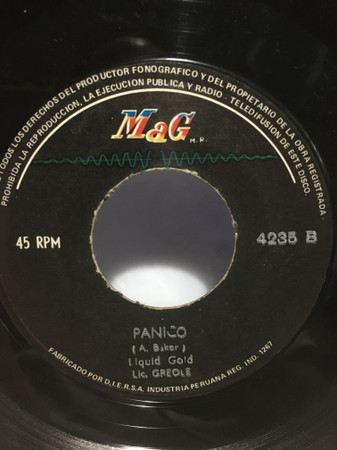 TODOS LOS DERECHOS DEL PRODUCTOR FONOGRAFICO Y DEL PROPIETARIO DE LA OBRA REGISTRADA -
PROHIBIDA LA REPRODUCCION, LA EJECUCION PUBLICA Y RADIO - TELEDIFUSION DE ESTE DISCO.
MaG M.R.
45 RPM
4235 B
PANICO
( A. Baker )
Liquid Gold
Lic. GREOLE
FABRICADO POR D.I.E.R.S.A. INDUSTRIA PERUANA REG. IND. 1267